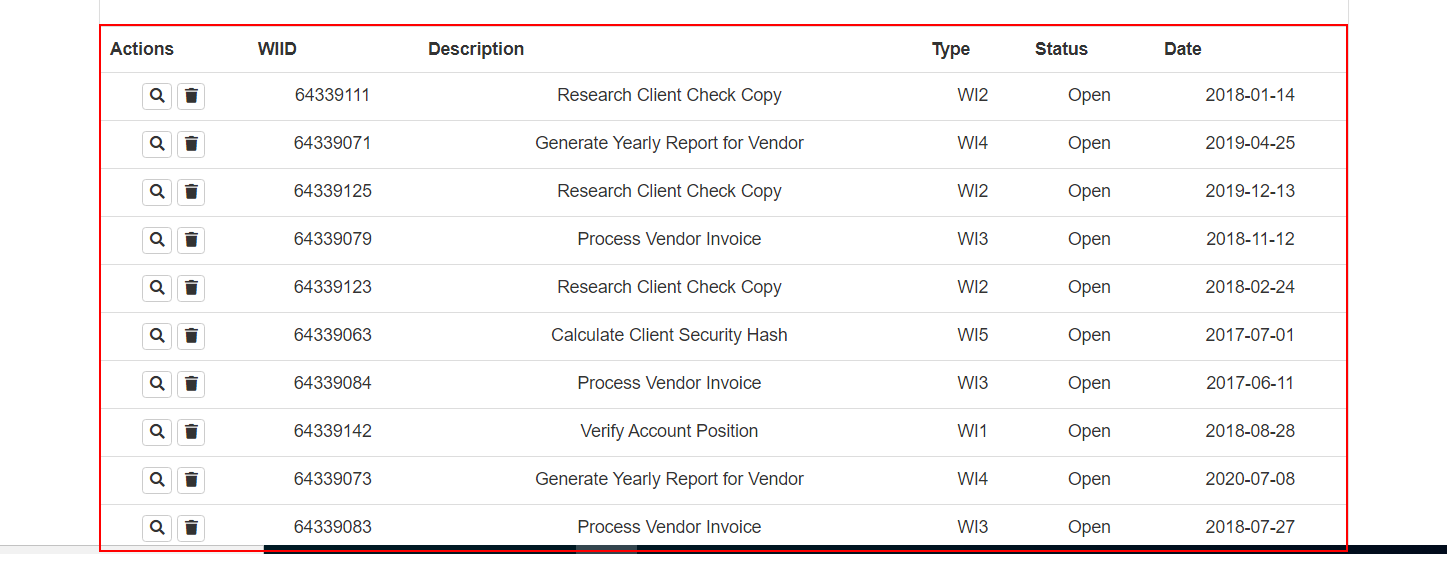 Actions WIID Description Type Status Date
64339111 Research Client Check Copy WI2 Open 2018-01-14
64339071 Generate Yearly Report for Vendor WI4 Open 2019-04-25
64339125 Research Client Check Copy WI2 Open 2019-12-13
64339079 Process Vendor Invoice WI3 Open 2018-11-12
64339123 Research Client Check Copy WI2 Open 2018-02-24
64339063 Calculate Client Security Hash WI5 Open 2017-07-01
64339084 Process Vendor Invoice WI3 Open 2017-06-11
64339142 Verify Account Position WI1 Open 2018-08-28
64339073 Generate Yearly Report for Vendor WI4 Open 2020-07-08
64339083 Process Vendor Invoice WI3 Open 2018-07-27